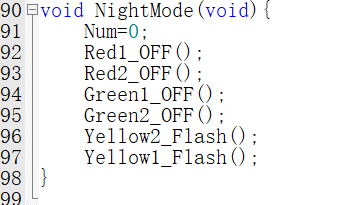 90 void NightMode(void){
91 Num=0;
92 Red1_OFF();
93 Red2_OFF();
94 Green1_OFF();
95 Green2_OFF();
96 Yellow2_Flash();
97 Yellow1_Flash();
98 }
99